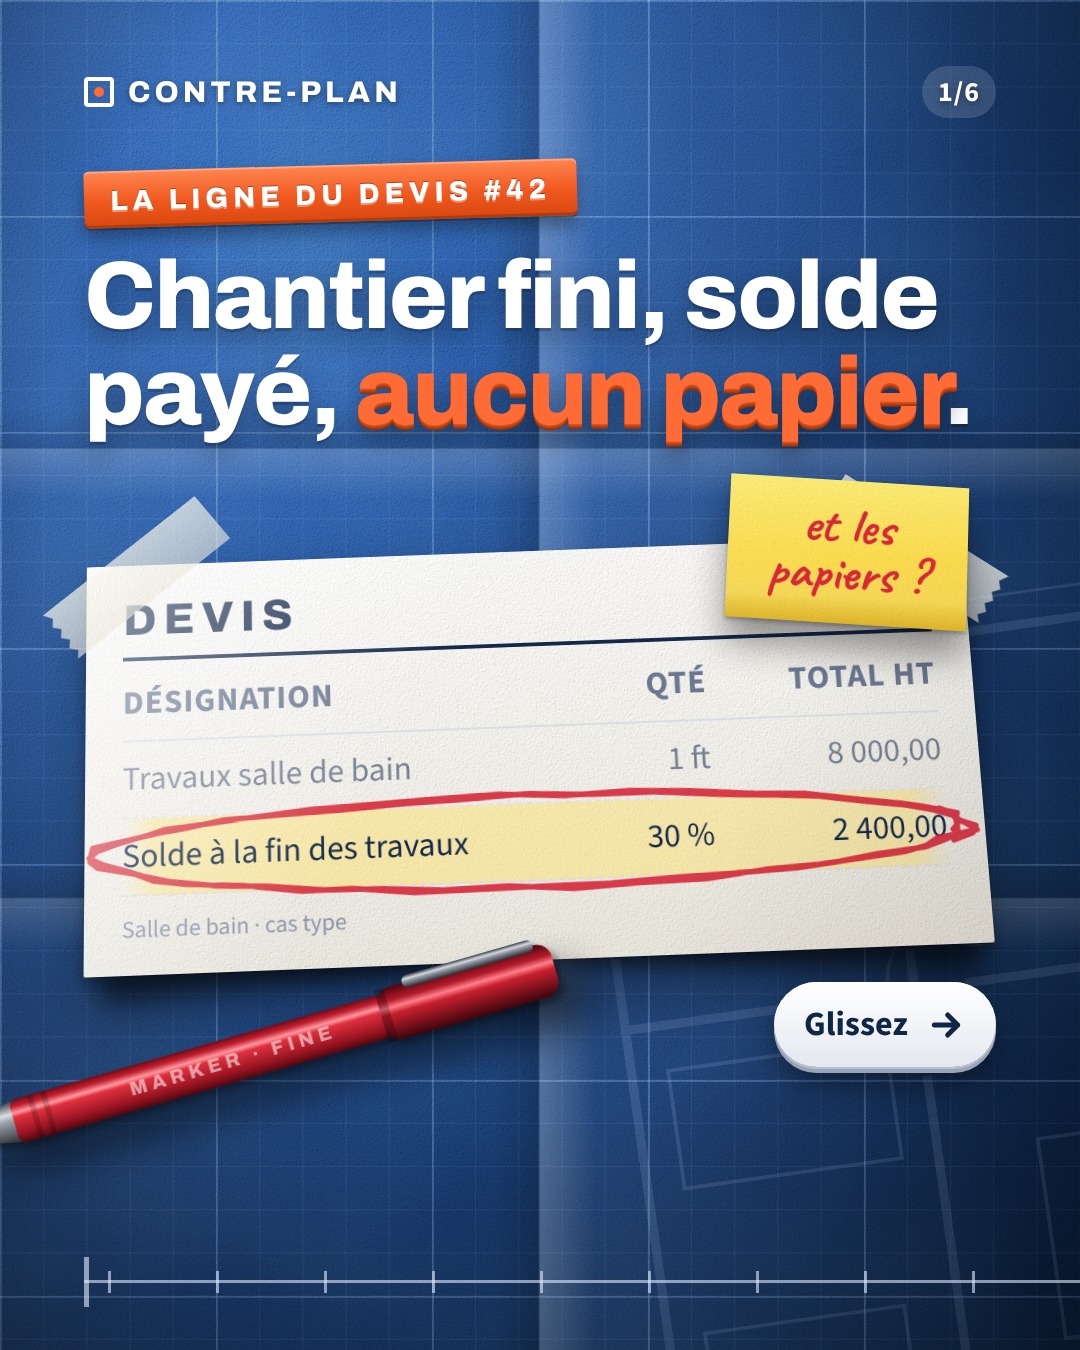 CONTRE-PLAN
1/6
LA LIGNE DU DEVIS #42
Chantier fini, solde
payé, aucun papier.
et les
papiers ?
DEVIS
DÉSIGNATION QTÉ TOTAL HT
Travaux salle de bain 1 ft 8 000,00
Solde à la fin des travaux 30 % 2 400,00
Salle de bain · cas type
MARKER · FINE
Glissez →